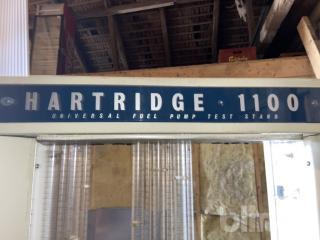 HARTRIDGE · 1100
UNIVERSAL FUEL PUMP TEST STAND